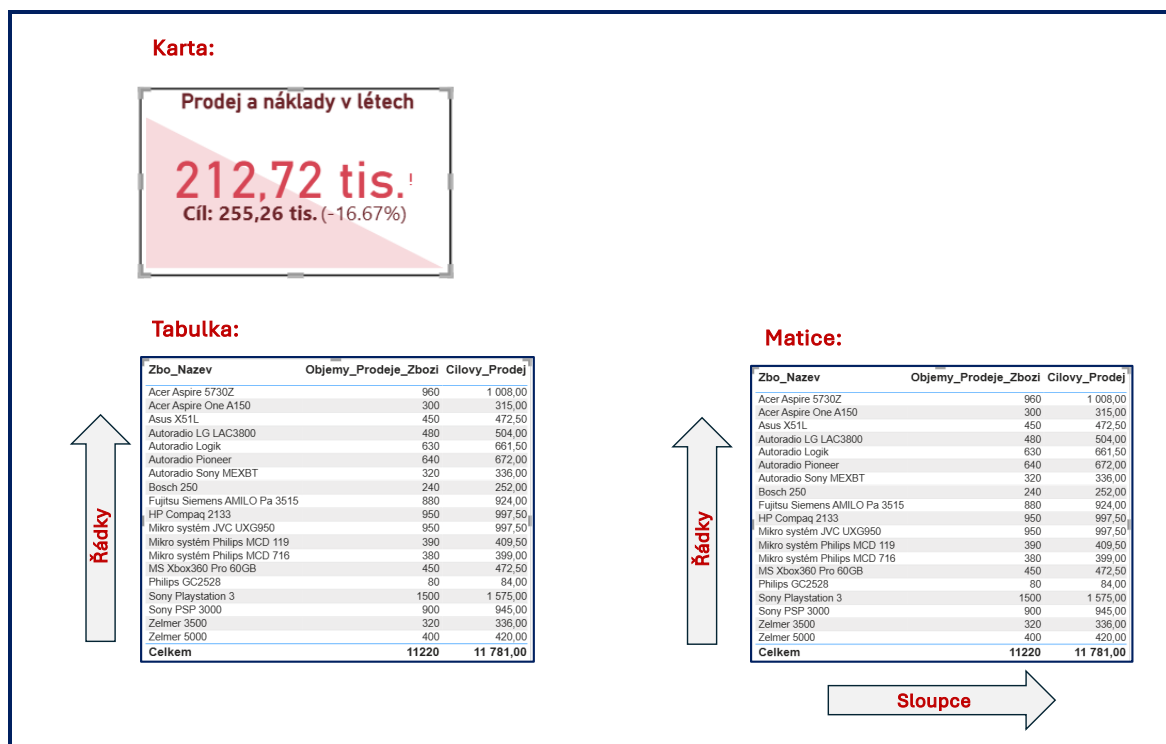 Karta:
Prodej a náklady v létech
212,72 tis.!
Cíl: 255,26 tis. (-16.67%)
Tabulka:
Zbo_Nazev Objemy_Prodeje_Zbozi Cilovy_Prodej
Acer Aspire 5730Z 960 1 008,00
Acer Aspire One A150 300 315,00
Asus X51L 450 472,50
Autoradio LG LAC3800 480 504,00
Autoradio Logik 630 661,50
Autoradio Pioneer 640 672,00
Autoradio Sony MEXBT 320 336,00
Bosch 250 240 252,00
Fujitsu Siemens AMILO Pa 3515 880 924,00
HP Compaq 2133 950 997,50
Mikro systém JVC UXG950 950 997,50
Mikro systém Philips MCD 119 390 409,50
Mikro systém Philips MCD 716 380 399,00
MS Xbox360 Pro 60GB 450 472,50
Philips GC2528 80 84,00
Sony Playstation 3 1500 1 575,00
Sony PSP 3000 900 945,00
Zelmer 3500 320 336,00
Zelmer 5000 400 420,00
Celkem 11220 11 781,00
Řádky
Matice:
Zbo_Nazev Objemy_Prodeje_Zbozi Cilovy_Prodej
Acer Aspire 5730Z 960 1 008,00
Acer Aspire One A150 300 315,00
Asus X51L 450 472,50
Autoradio LG LAC3800 480 504,00
Autoradio Logik 630 661,50
Autoradio Pioneer 640 672,00
Autoradio Sony MEXBT 320 336,00
Bosch 250 240 252,00
Fujitsu Siemens AMILO Pa 3515 880 924,00
HP Compaq 2133 950 997,50
Mikro systém JVC UXG950 950 997,50
Mikro systém Philips MCD 119 390 409,50
Mikro systém Philips MCD 716 380 399,00
MS Xbox360 Pro 60GB 450 472,50
Philips GC2528 80 84,00
Sony Playstation 3 1500 1 575,00
Sony PSP 3000 900 945,00
Zelmer 3500 320 336,00
Zelmer 5000 400 420,00
Celkem 11220 11 781,00
Řádky
Sloupce